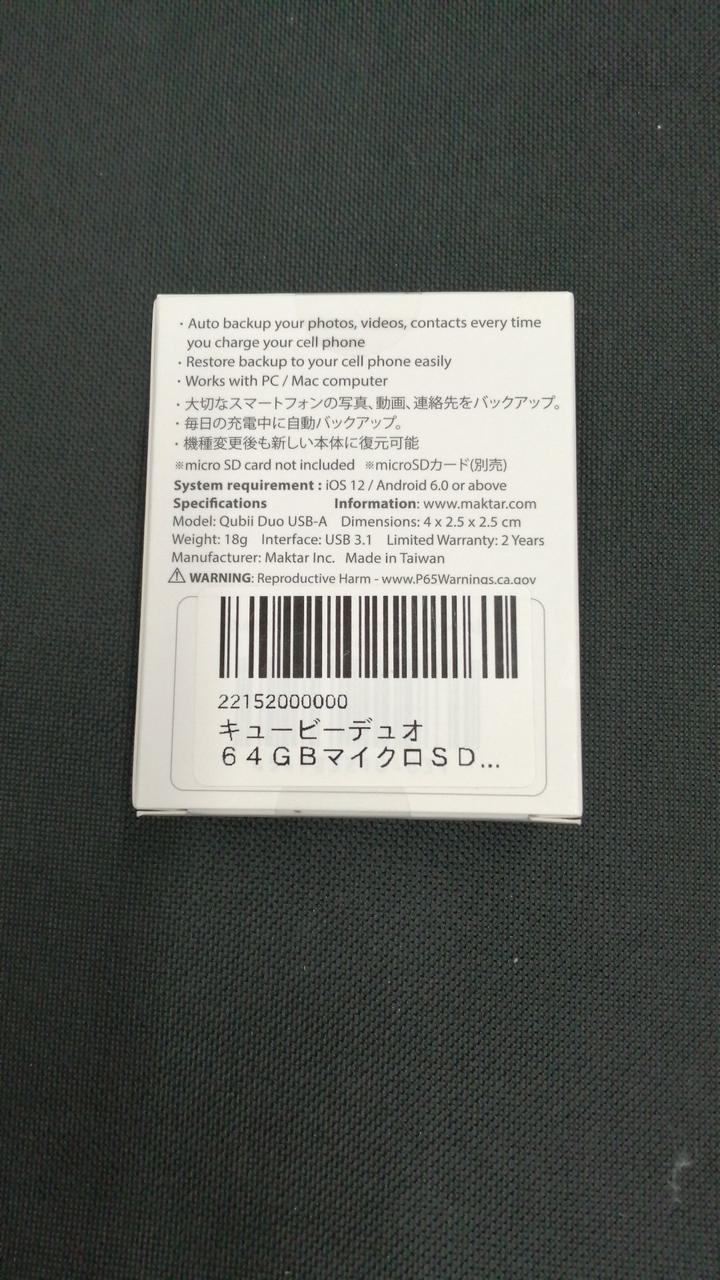 ・Auto backup your photos, videos, contacts every time
you charge your cell phone
・Restore backup to your cell phone easily
・Works with PC / Mac computer
・大切なスマートフォンの写真、動画、連絡先をバックアップ。
・毎日の充電中に自動バックアップ。
・機種変更後も新しい本体に復元可能
※micro SD card not included ※microSDカード(別売)
System requirement : iOS 12 / Android 6.0 or above
Specifications Information: www.maktar.com
Model: Qubii Duo USB-A Dimensions: 4 x 2.5 x 2.5 cm
Weight: 18g Interface: USB 3.1 Limited Warranty: 2 Years
Manufacturer: Maktar Inc. Made in Taiwan
⚠ WARNING: Reproductive Harm - www.P65Warnings.ca.gov
22152000000
キュービーデュオ
６４ＧＢマイクロＳＤ...